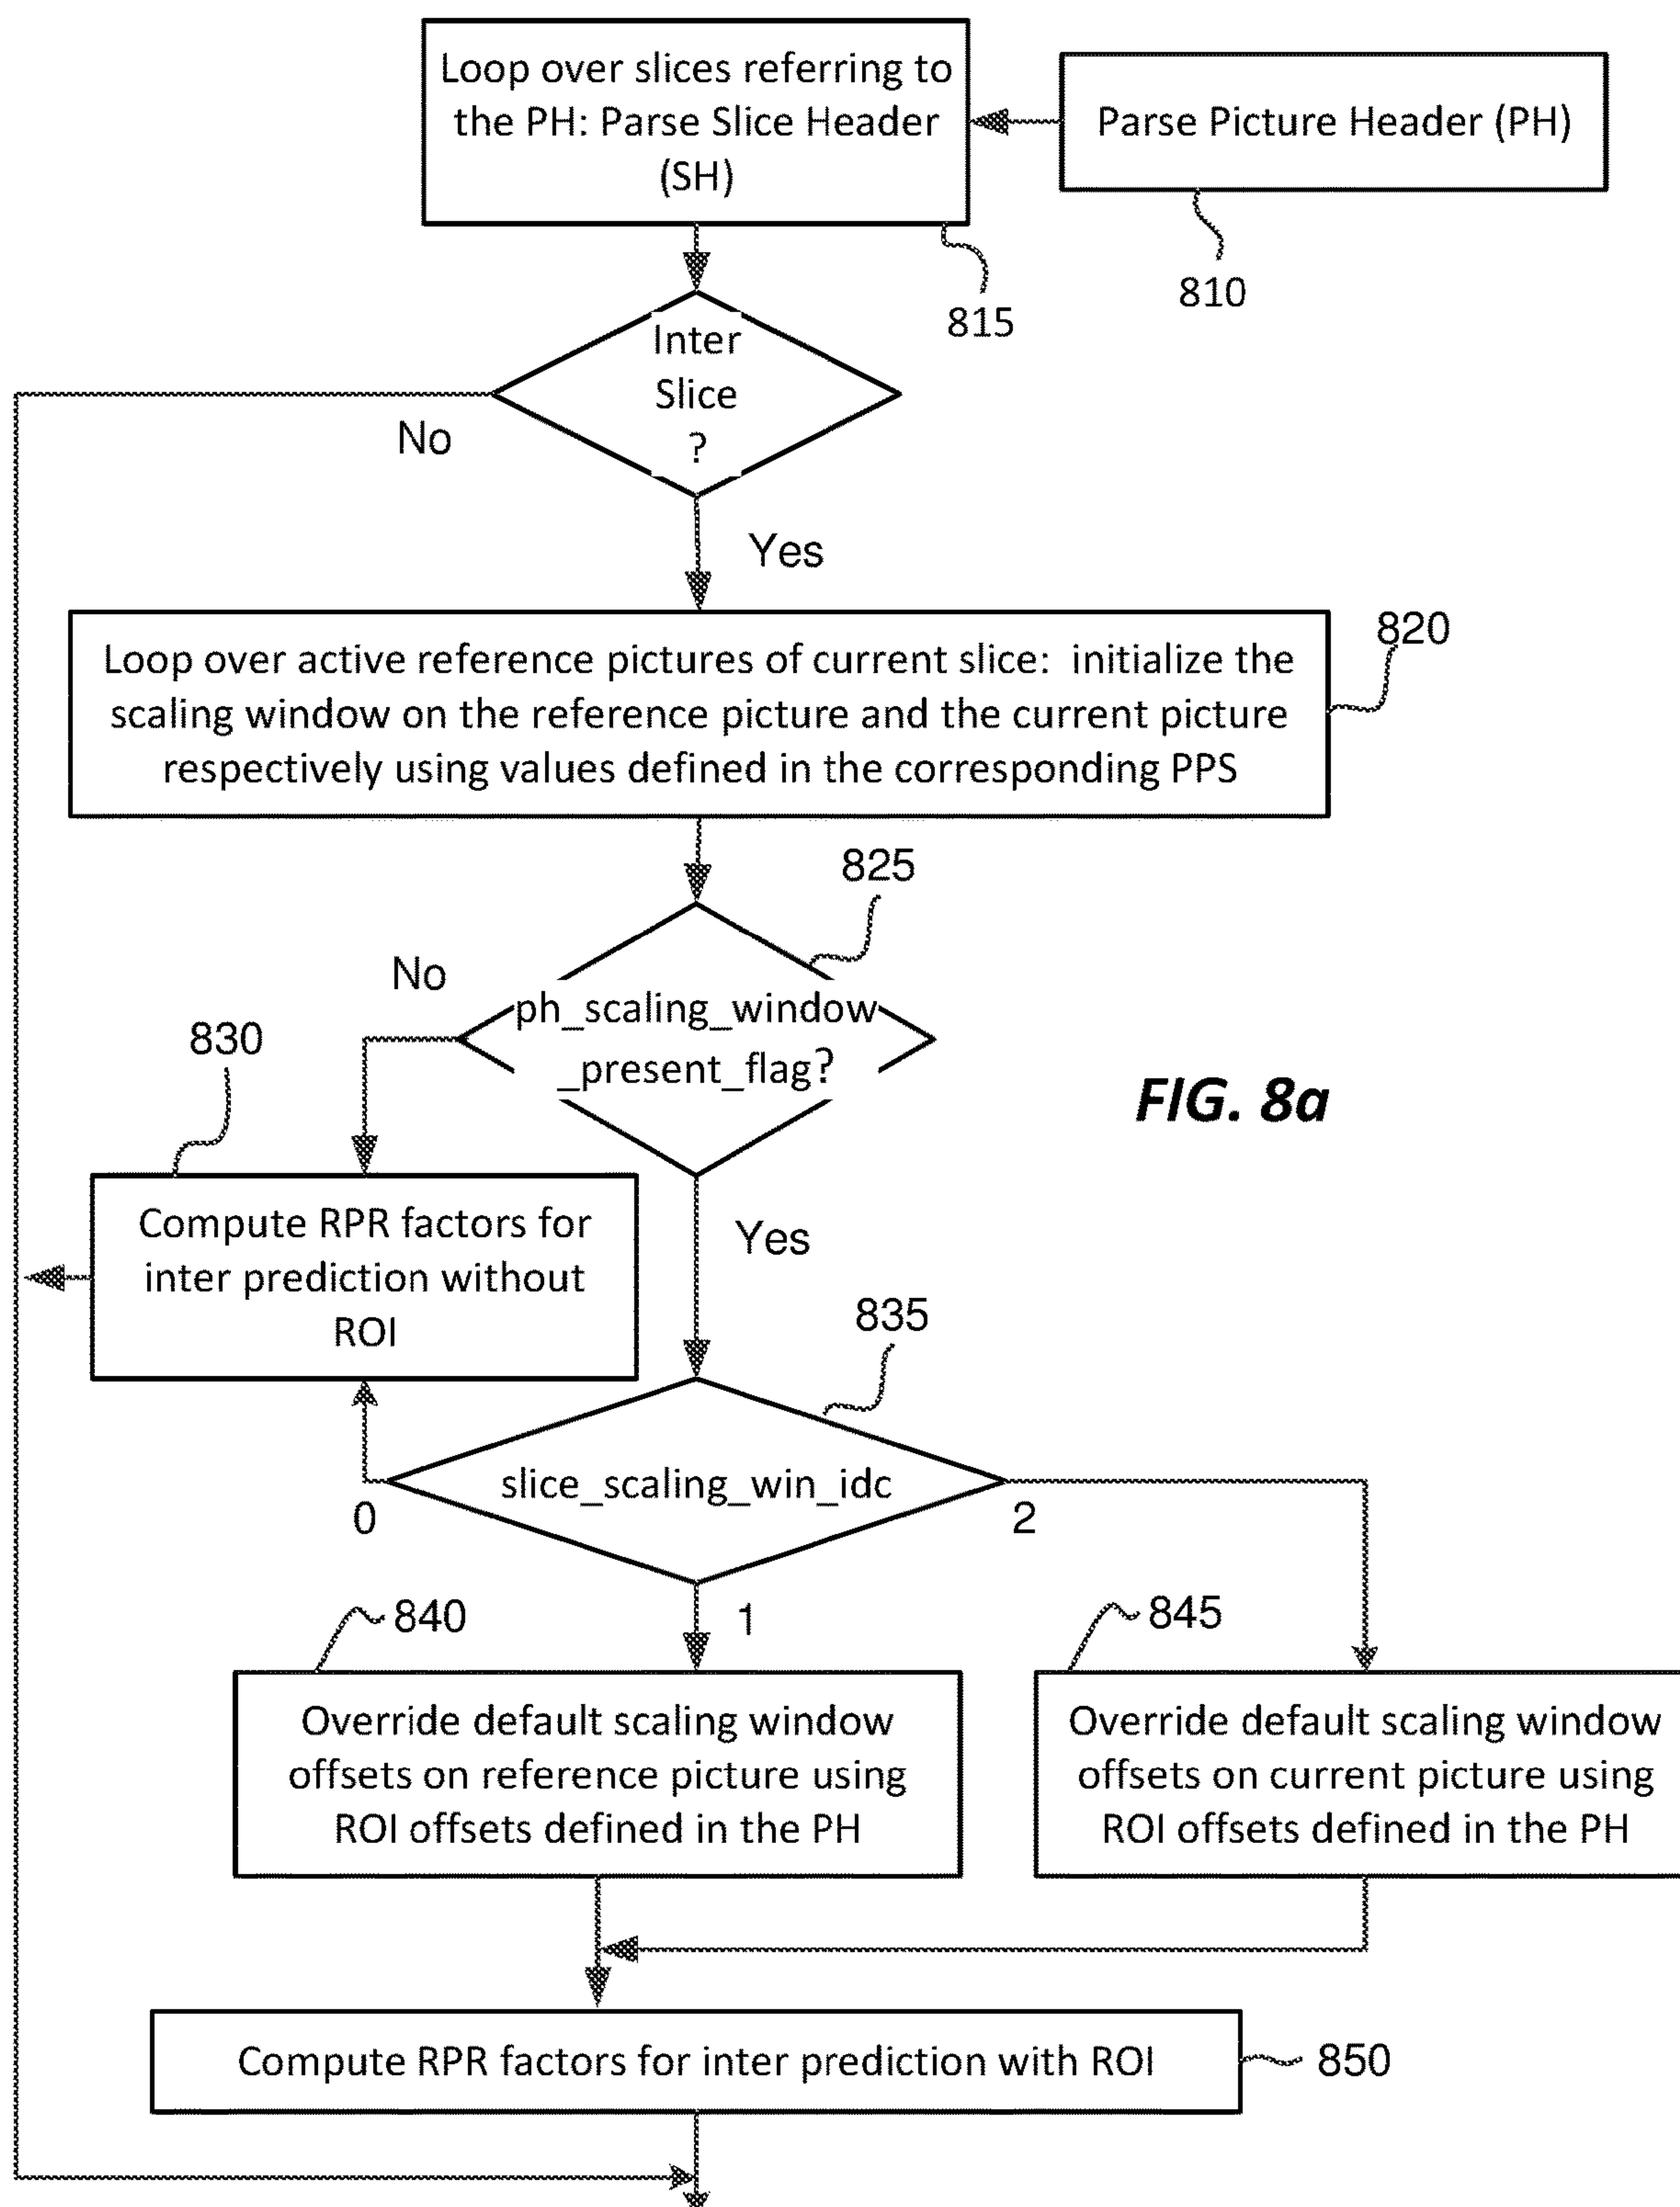 Loop over slices referring to
the PH: Parse Slice Header
(SH)
Parse Picture Header (PH)
810
815
Inter
Slice
?
No
Yes
820
Loop over active reference pictures of current slice: initialize the
scaling window on the reference picture and the current picture
respectively using values defined in the corresponding PPS
825
No
ph_scaling_window
_present_flag?
830
FIG. 8a
Compute RPR factors for
inter prediction without
ROI
Yes
835
slice_scaling_win_idc
0
2
1
840
845
Override default scaling window
offsets on reference picture using
ROI offsets defined in the PH
Override default scaling window
offsets on current picture using
ROI offsets defined in the PH
Compute RPR factors for inter prediction with ROI
850